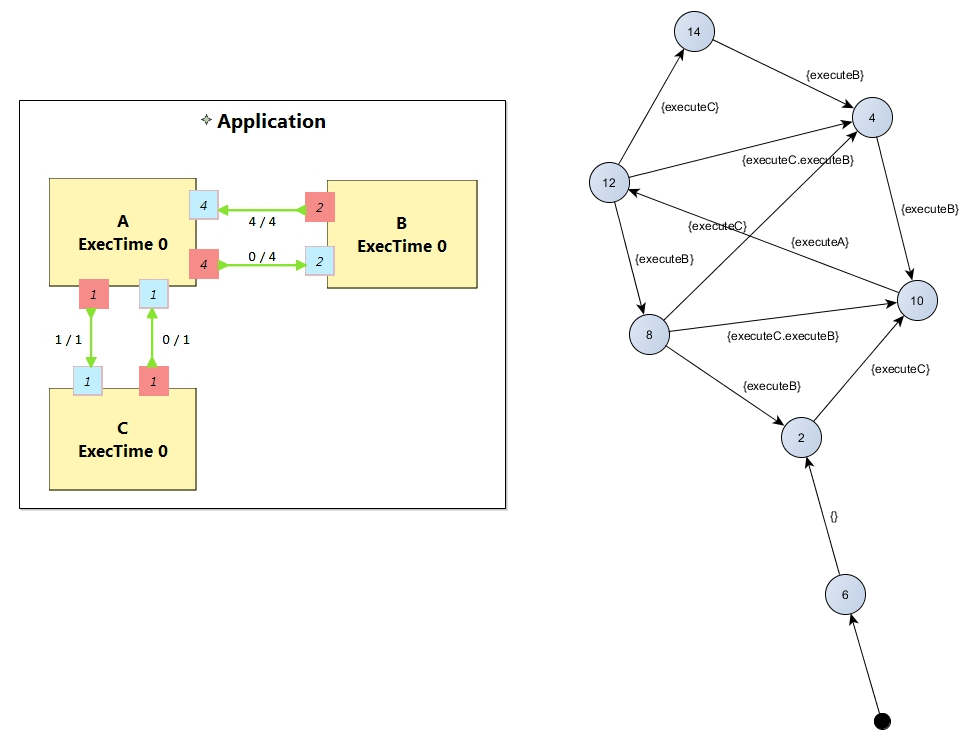 Application
A
ExecTime 0
4
4 / 4
2
B
ExecTime 0
4
0 / 4
2
1
1
1 / 1
0 / 1
1
1
C
ExecTime 0
14
{executeB}
{executeC}
4
{executeC.executeB}
12
{executeB}
{executeC}
{executeA}
{executeB}
10
8
{executeC.executeB}
{executeC}
{executeB}
2
{}
6